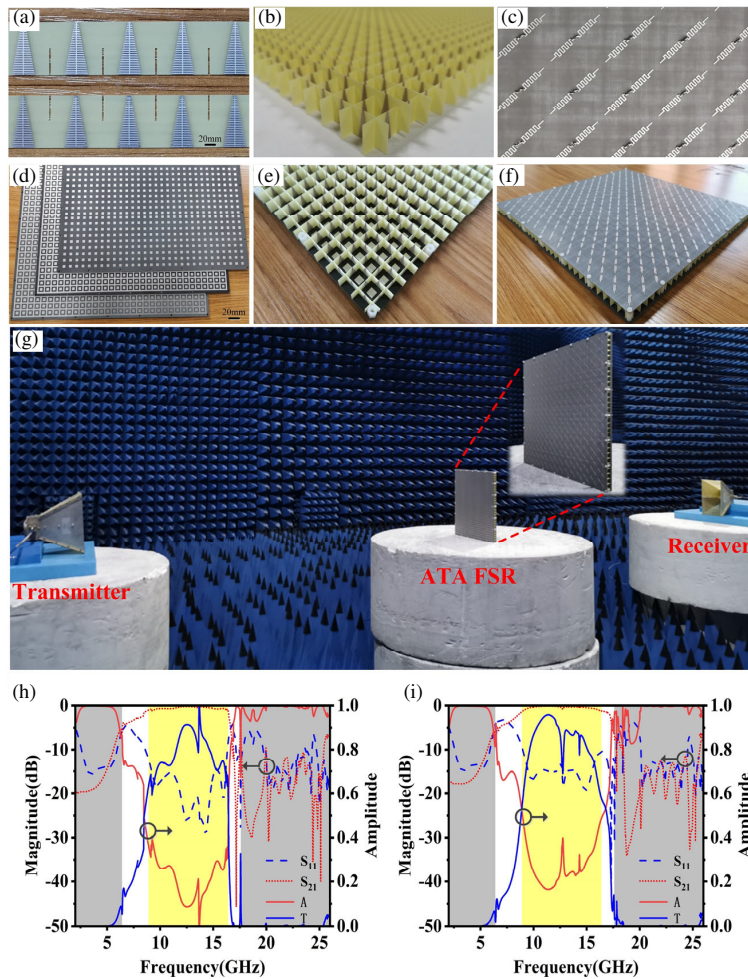 (a)
20mm
(b)
(c)
(d)
20mm
(e)
(f)
(g)
Transmitter
ATA FSR
Receiver
(h)
0
-10
-20
-30
-40
-50
Magnitude(dB)
1.0
0.8
0.6
0.4
0.2
0.0
Amplitude
S11
S21
A
T
5 10 15 20 25
Frequency(GHz)
(i)
0
-10
-20
-30
-40
-50
Magnitude(dB)
1.0
0.8
0.6
0.4
0.2
0.0
Amplitude
S11
S21
A
T
5 10 15 20 25
Frequency(GHz)